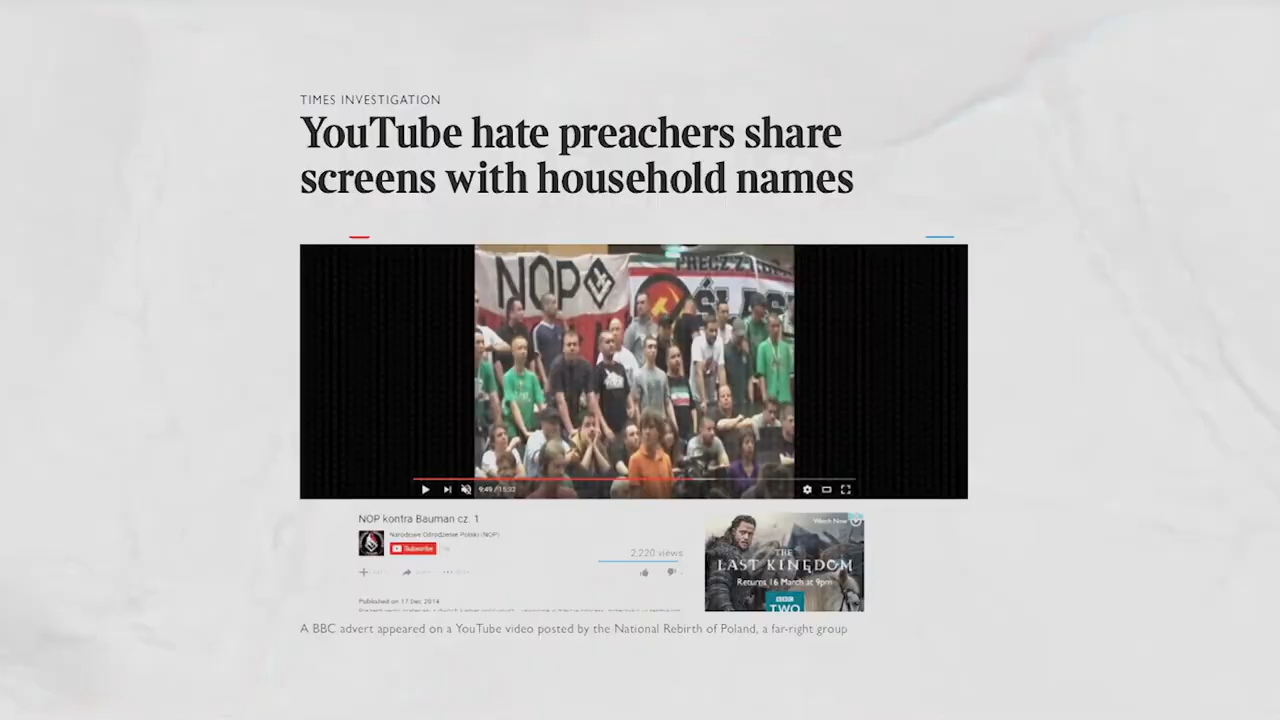 TIMES INVESTIGATION
YouTube hate preachers share
screens with household names
NOP
PRECZ Z
ŚLĄS
9:49 / 15:32
NOP kontra Bauman cz. 1
Narodowe Odrodzenie Polski (NOP)
Subscribe
2,220 views
Published on 17 Dec 2014
Watch Now
THE
LAST KINGDOM
Returns 16 March at 9pm
BBC
TWO
A BBC advert appeared on a YouTube video posted by the National Rebirth of Poland, a far-right group